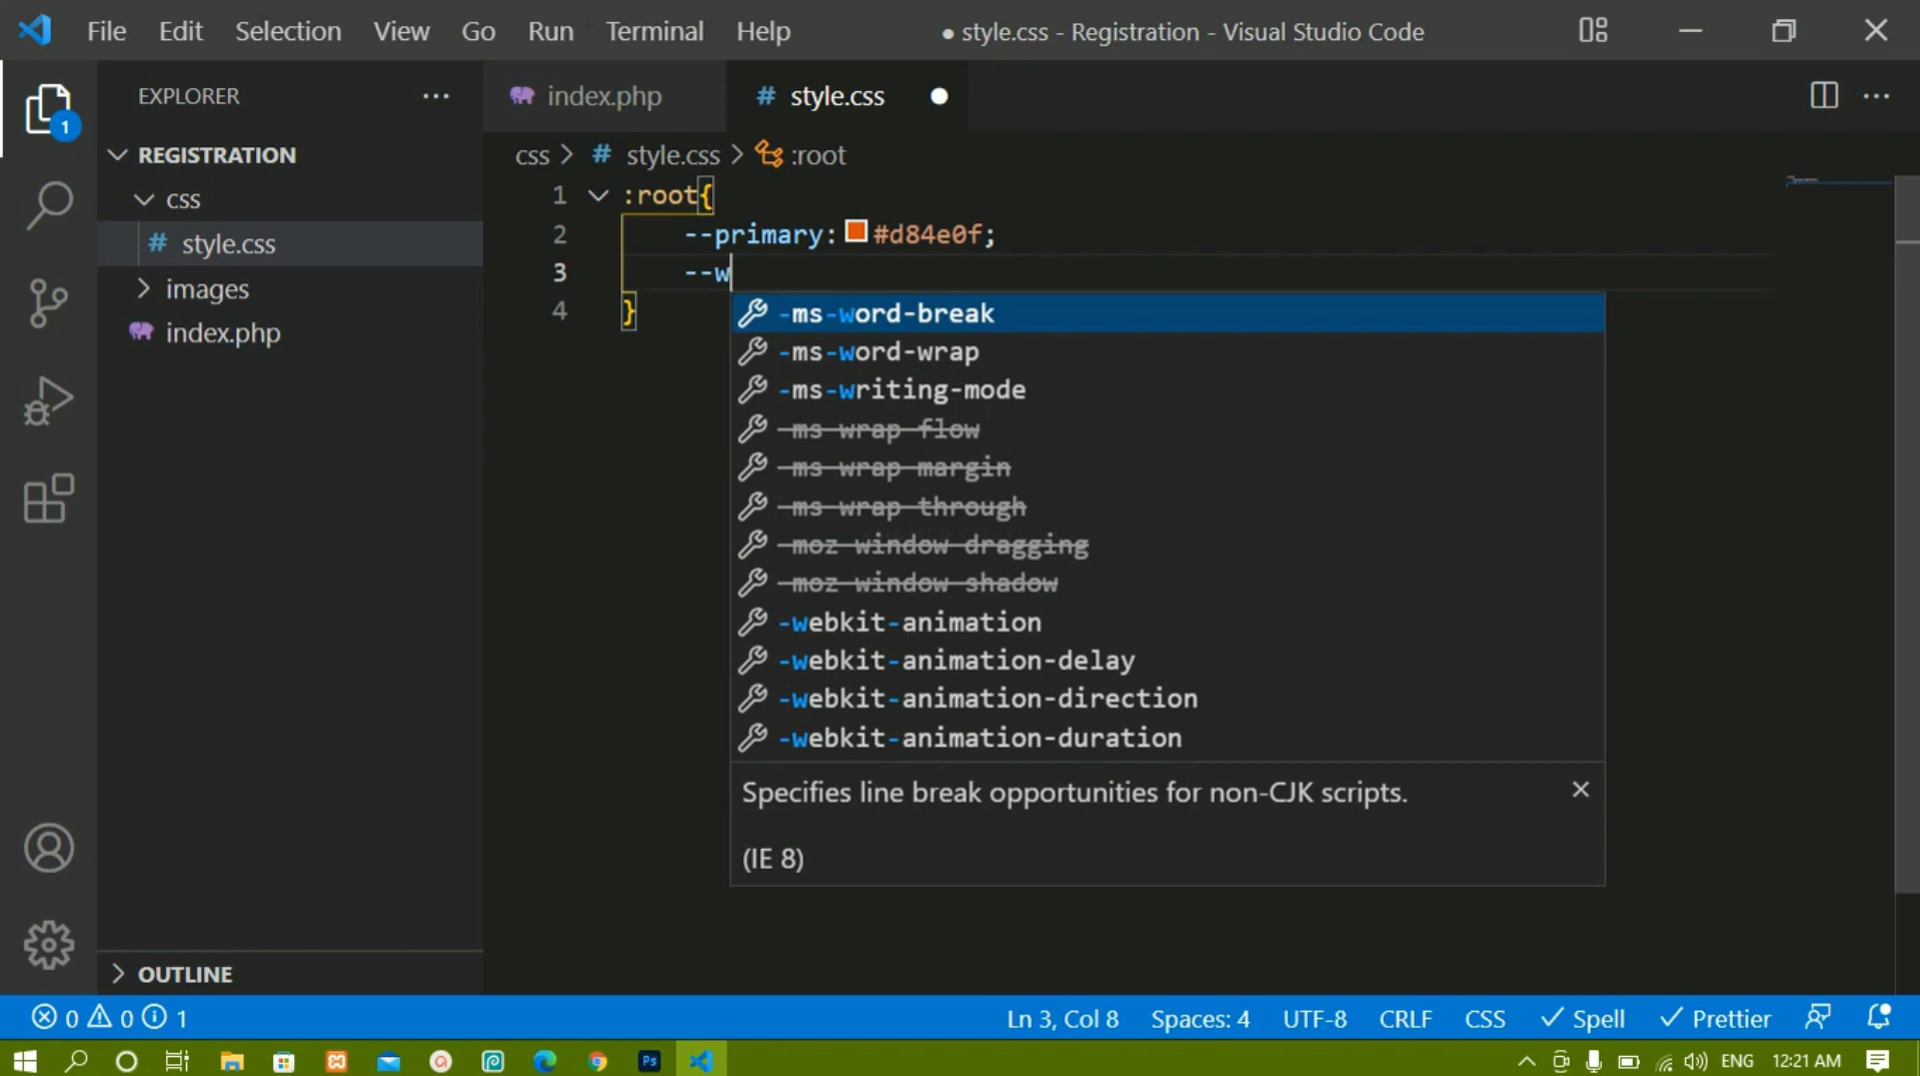 File Edit Selection View Go Run Terminal Help ● style.css - Registration - Visual Studio Code
EXPLORER ··· index.php # style.css ● ···
1
REGISTRATION css > # style.css > :root
css
# style.css
images
index.php
1 :root{
2 --primary: #d84e0f;
3 --w
4 }
-ms-word-break
-ms-word-wrap
-ms-writing-mode
-ms-wrap-flow
-ms-wrap-margin
-ms-wrap-through
-moz-window-dragging
-moz-window-shadow
-webkit-animation
-webkit-animation-delay
-webkit-animation-direction
-webkit-animation-duration
Specifies line break opportunities for non-CJK scripts.
(IE 8)
OUTLINE
0 0 1 Ln 3, Col 8 Spaces: 4 UTF-8 CRLF CSS ✓ Spell ✓ Prettier
Ps ENG 12:21 AM